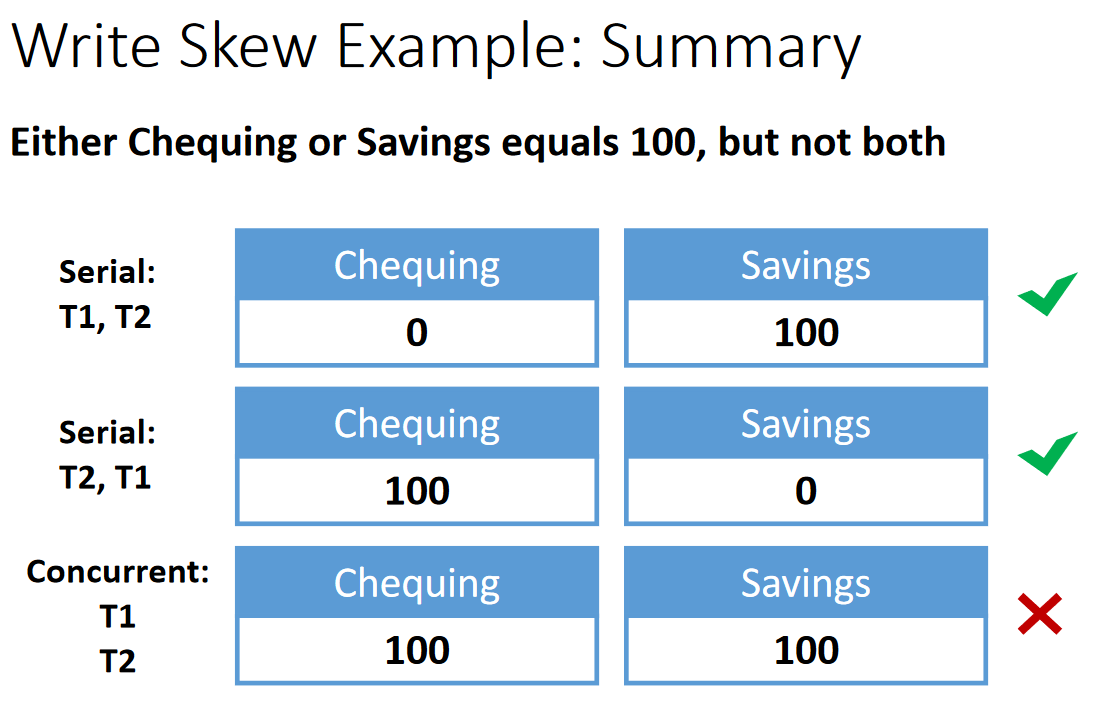 Write Skew Example: Summary
Either Chequing or Savings equals 100, but not both
Serial:
T1, T2
Chequing
0
Savings
100
Serial:
T2, T1
Chequing
100
Savings
0
Concurrent:
T1
T2
Chequing
100
Savings
100